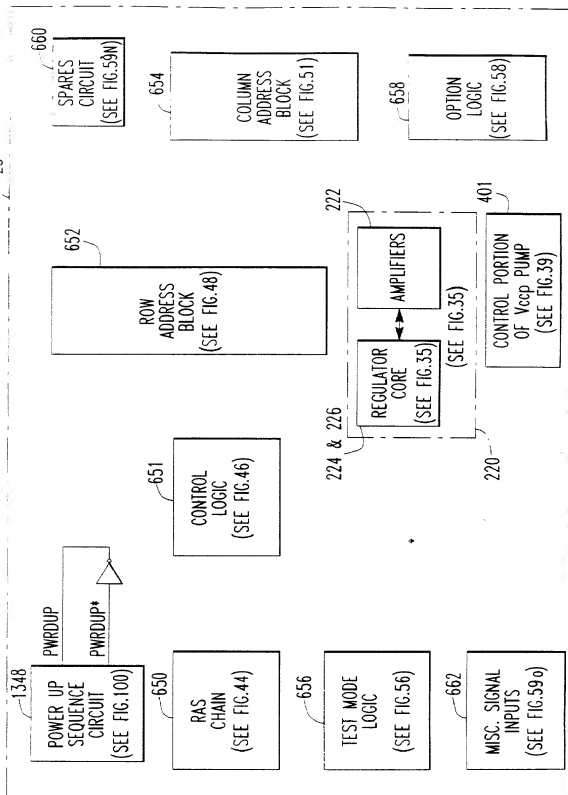 660
SPARES
CIRCUIT
(SEE FIG.59N)
654
COLUMN
ADDRESS
BLOCK
(SEE FIG.51)
658
OPTION
LOGIC
(SEE FIG.58)
652
ROW
ADDRESS
BLOCK
(SEE FIG.48)
222
AMPLIFIERS
REGULATOR
CORE
(SEE FIG.35)
(SEE FIG.35)
224 & 226
220
401
CONTROL PORTION
OF Vccp PUMP
(SEE FIG.39)
651
CONTROL
LOGIC
(SEE FIG.46)
PWRDUP
PWRDUP*
1348
POWER UP
SEQUENCE
CIRCUIT
(SEE FIG.100)
650
RAS
CHAIN
(SEE FIG.44)
656
TEST MODE
LOGIC
(SEE FIG.56)
662
MISC. SIGNAL
INPUTS
(SEE FIG.59o)